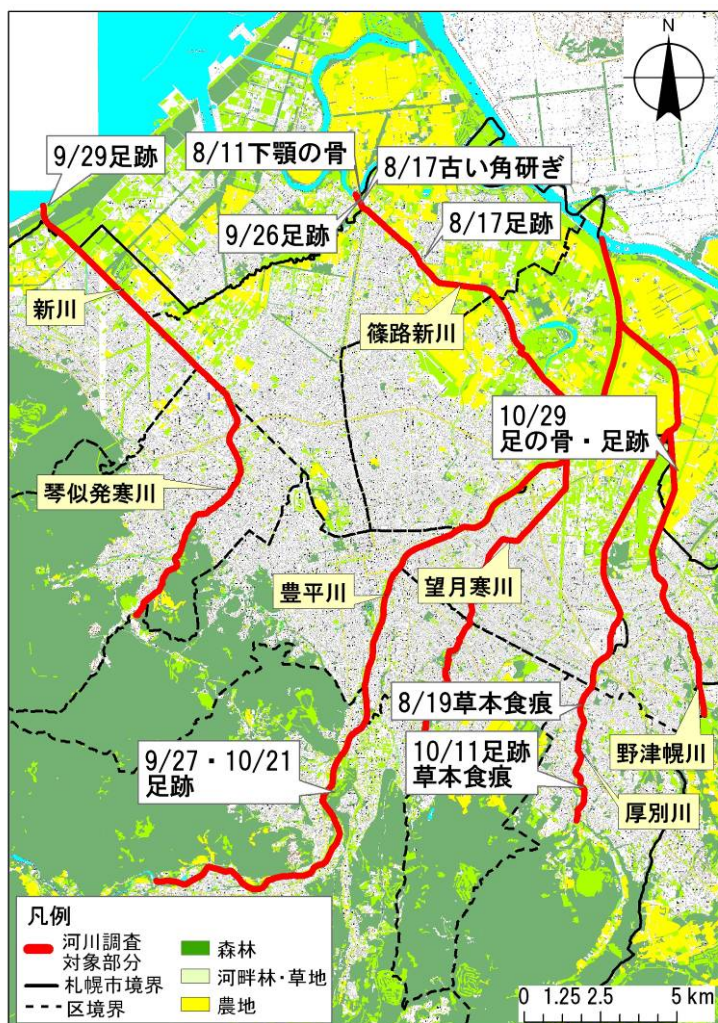 N
9/29足跡
8/11下顎の骨
8/17古い角研ぎ
9/26足跡
8/17足跡
新川
篠路新川
10/29
足の骨・足跡
琴似発寒川
豊平川
望月寒川
8/19草本食痕
9/27・10/21
足跡
10/11足跡
草本食痕
野津幌川
厚別川
凡例
河川調査
対象部分
札幌市境界
区境界
森林
河畔林・草地
農地
0 1.25 2.5 5 km